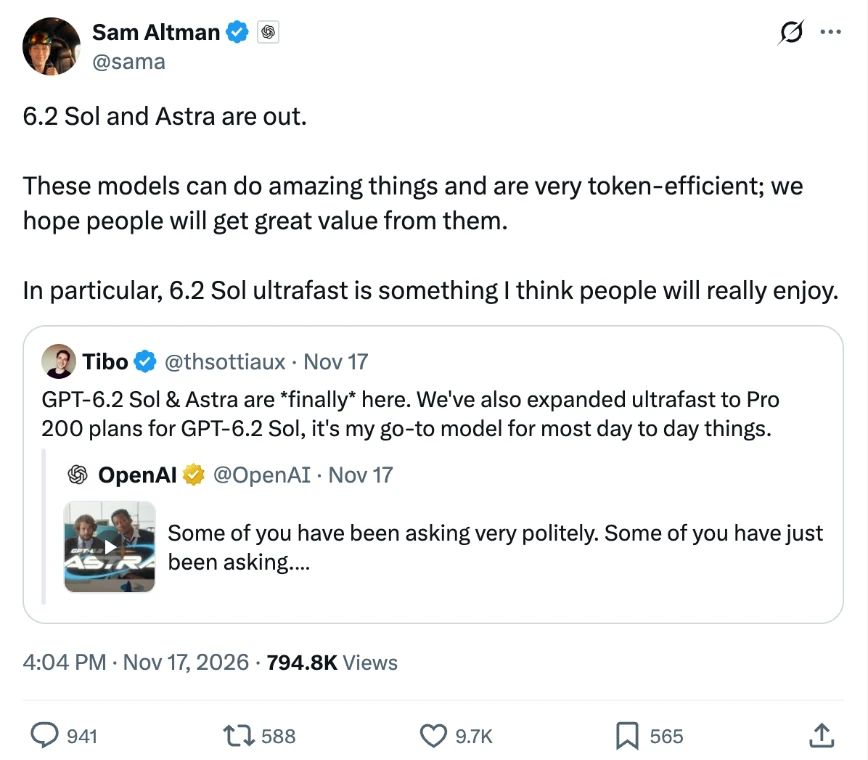 Sam Altman
@sama
6.2 Sol and Astra are out.
These models can do amazing things and are very token-efficient; we
hope people will get great value from them.
In particular, 6.2 Sol ultrafast is something I think people will really enjoy.
Tibo @thsottiaux · Nov 17
GPT-6.2 Sol & Astra are *finally* here. We've also expanded ultrafast to Pro
200 plans for GPT-6.2 Sol, it's my go-to model for most day to day things.
OpenAI @OpenAI · Nov 17
ASTRA
Some of you have been asking very politely. Some of you have just
been asking....
4:04 PM · Nov 17, 2026 · 794.8K Views
941 588 9.7K 565